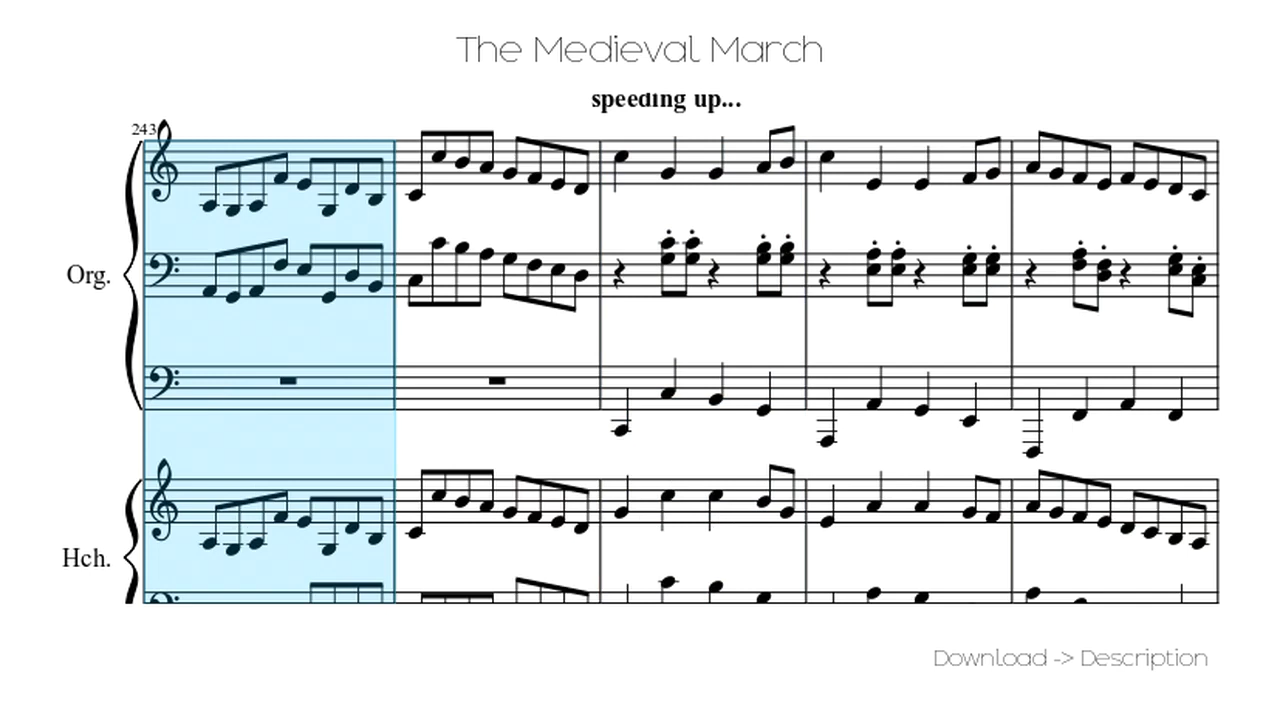 The Medieval March
speeding up...
243
Org.
Hch.
Download -> Description